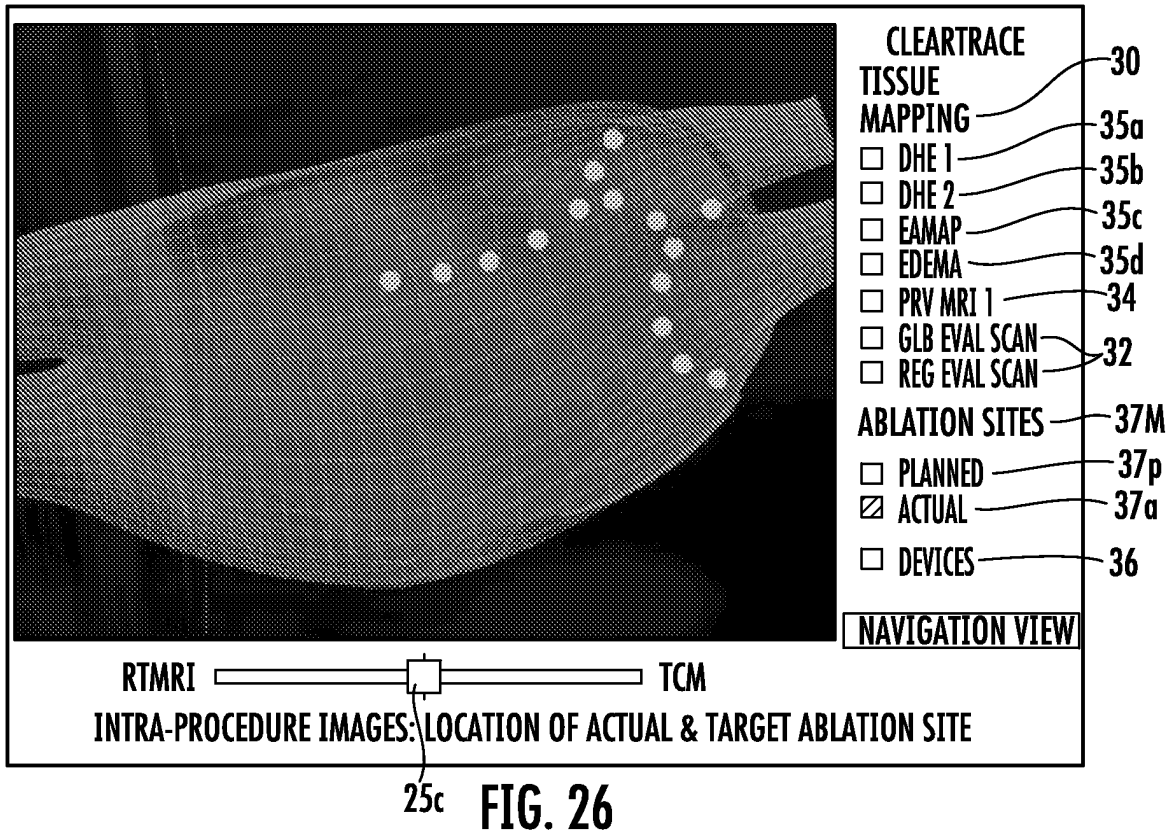 CLEARTRACE
TISSUE
MAPPING
30
DHE 1
35a
DHE 2
35b
EAMAP
35c
EDEMA
35d
PRV MRI 1
34
GLB EVAL SCAN
32
REG EVAL SCAN
ABLATION SITES
37M
PLANNED
37p
ACTUAL
37a
DEVICES
36
NAVIGATION VIEW
RTMRI
TCM
INTRA-PROCEDURE IMAGES: LOCATION OF ACTUAL & TARGET ABLATION SITE
25c
FIG. 26